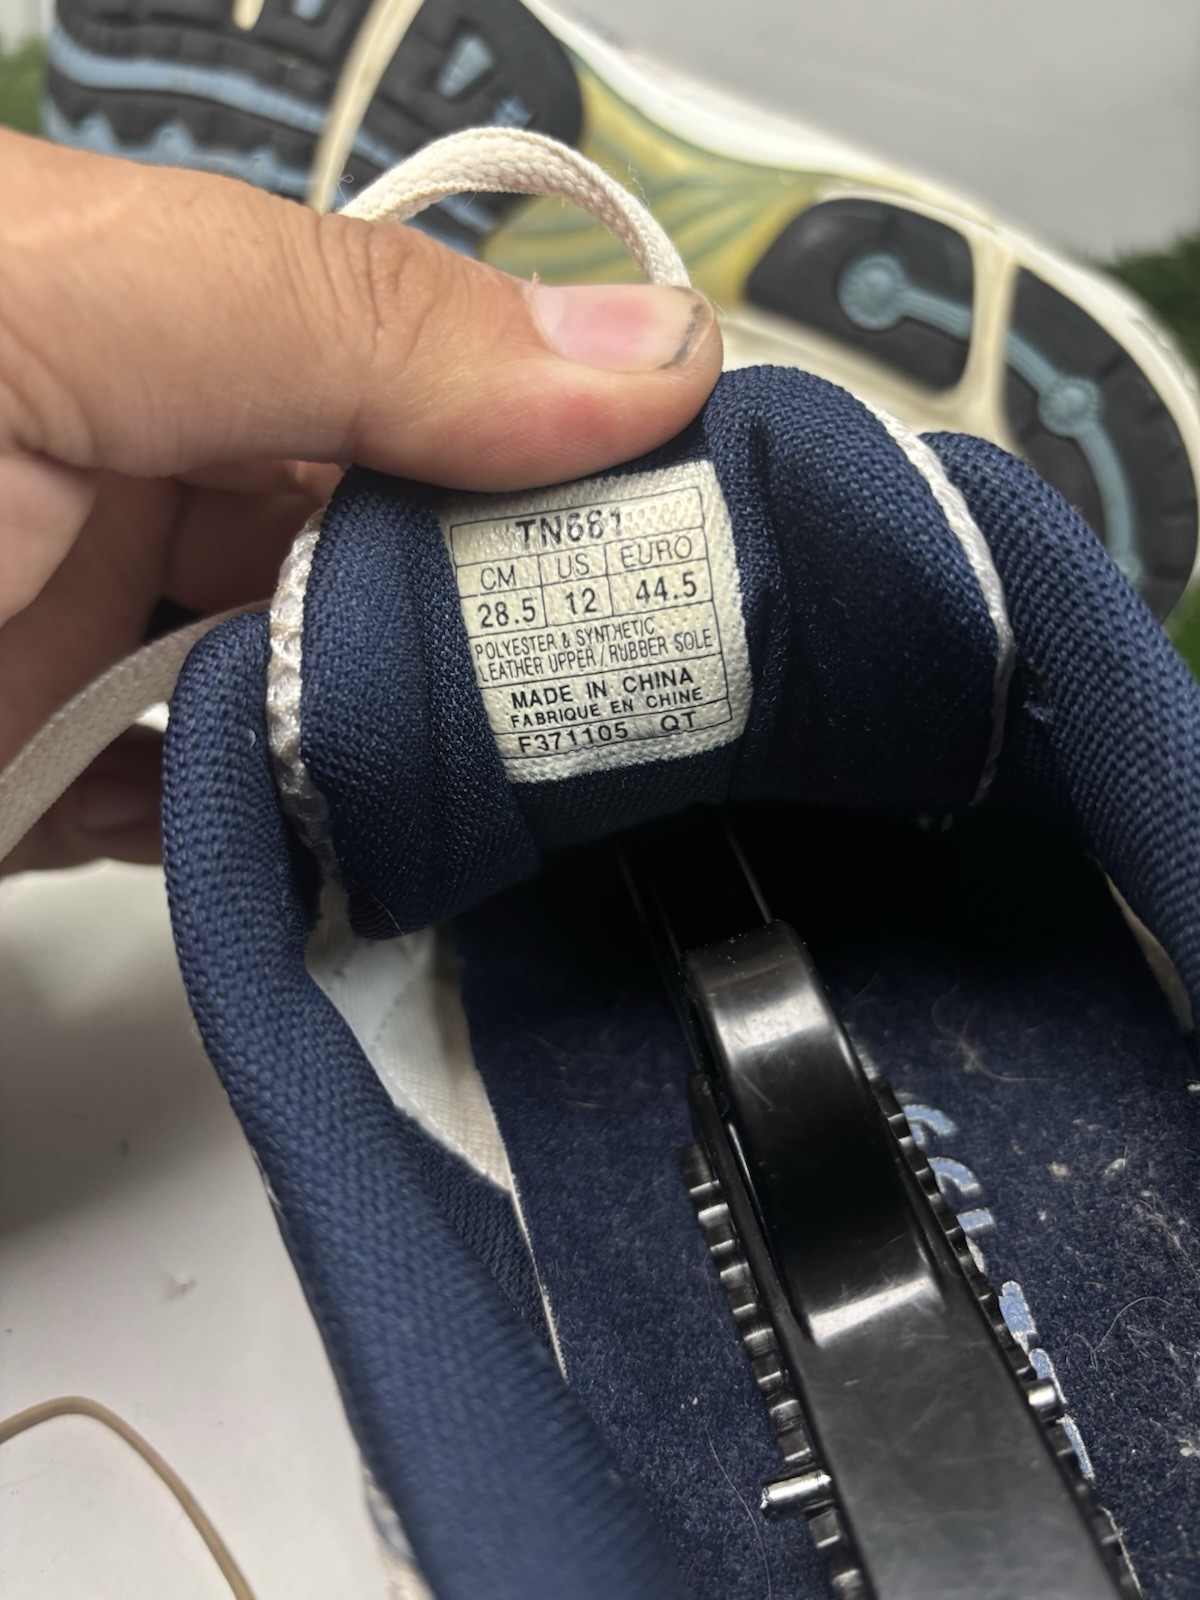 TN661
CM US EURO
28.5 12 44.5
POLYESTER & SYNTHETIC
LEATHER UPPER / RUBBER SOLE
MADE IN CHINA
FABRIQUE EN CHINE
F371105 QT